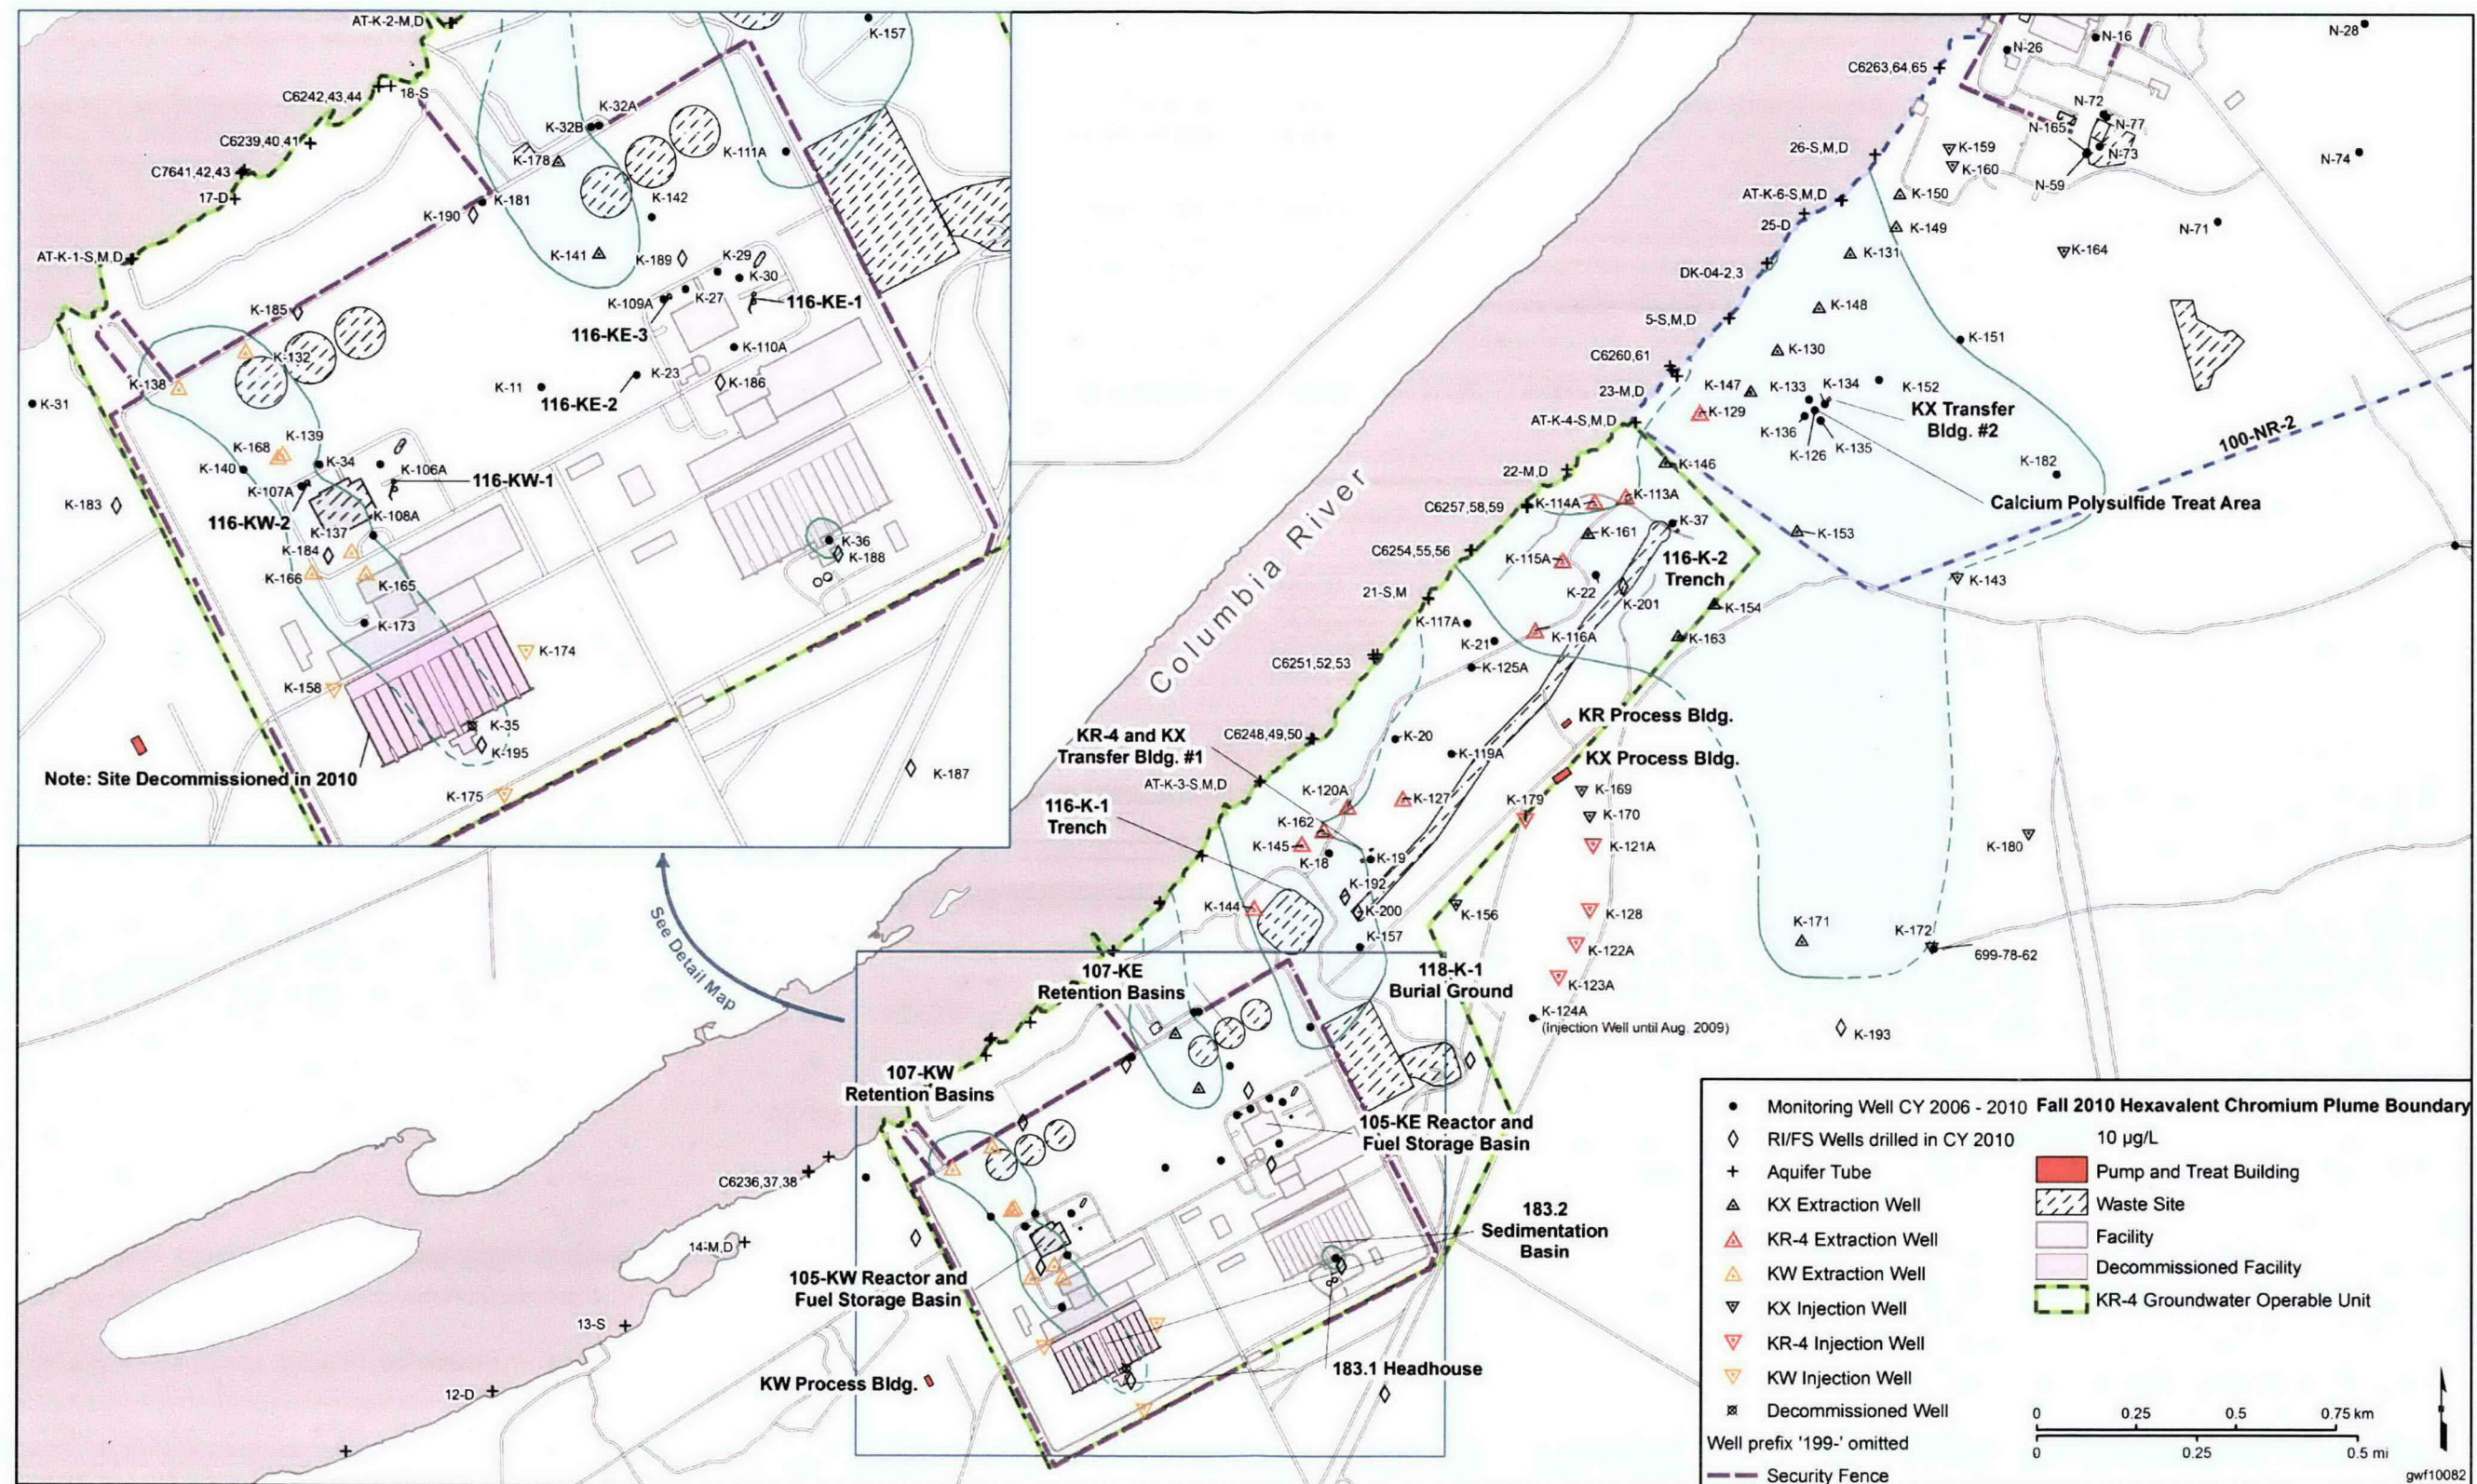 AT-K-2-M,D
K-157
C6242,43,44
18-S
K-32A
K-32B
C6239,40,41
K-178
K-111A
C7641,42,43
17-D
K-181
K-190
K-142
AT-K-1-S,M,D
K-141
K-189
K-29
K-30
K-27
K-109A
116-KE-1
K-185
116-KE-3
K-132
K-110A
K-138
K-23
K-186
K-11
K-31
116-KE-2
K-139
K-168
K-34
K-140
K-106A
K-107A
116-KW-1
K-183
K-108A
116-KW-2
K-137
K-36
K-184
K-188
K-166
K-165
K-173
K-174
K-158
K-35
K-195
Note: Site Decommissioned in 2010
K-187
K-175
See Detail Map
N-28
N-16
N-26
C6263,64,65
N-72
N-77
N-165
26-S,M,D
K-159
N-73
N-74
K-160
N-59
AT-K-6-S,M,D
K-150
25-D
K-149
N-71
K-131
K-164
DK-04-2,3
K-148
5-S,M,D
K-151
C6260,61
K-130
23-M,D
K-147
K-133
K-134
K-152
K-129
KX Transfer
Bldg. #2
AT-K-4-S,M,D
K-136
K-126
K-135
100-NR-2
K-146
K-182
22-M,D
K-114A
K-113A
Calcium Polysulfide Treat Area
C6257,58,59
K-37
K-161
K-153
C6254,55,56
K-115A
116-K-2
Trench
K-143
21-S,M
K-22
K-201
K-154
K-117A
K-21
K-116A
K-163
C6251,52,53
K-125A
Columbia River
KR Process Bldg.
KR-4 and KX
Transfer Bldg. #1
C6248,49,50
K-20
K-119A
KX Process Bldg.
AT-K-3-S,M,D
K-120A
K-127
K-179
K-169
116-K-1
Trench
K-162
K-170
K-145
K-121A
K-18
K-19
K-180
K-192
K-144
K-200
K-156
K-128
K-171
K-172
K-157
K-122A
699-78-62
107-KE
Retention Basins
118-K-1
Burial Ground
K-123A
K-124A
(Injection Well until Aug. 2009)
K-193
107-KW
Retention Basins
105-KE Reactor and
Fuel Storage Basin
C6236,37,38
183.2
Sedimentation
Basin
14-M,D
105-KW Reactor and
Fuel Storage Basin
13-S
183.1 Headhouse
KW Process Bldg.
12-D
Monitoring Well CY 2006 - 2010
RI/FS Wells drilled in CY 2010
Aquifer Tube
KX Extraction Well
KR-4 Extraction Well
KW Extraction Well
KX Injection Well
KR-4 Injection Well
KW Injection Well
Decommissioned Well
Well prefix '199-' omitted
Security Fence
Fall 2010 Hexavalent Chromium Plume Boundary
10 µg/L
Pump and Treat Building
Waste Site
Facility
Decommissioned Facility
KR-4 Groundwater Operable Unit
0 0.25 0.5 0.75 km
0 0.25 0.5 mi
gwf10082